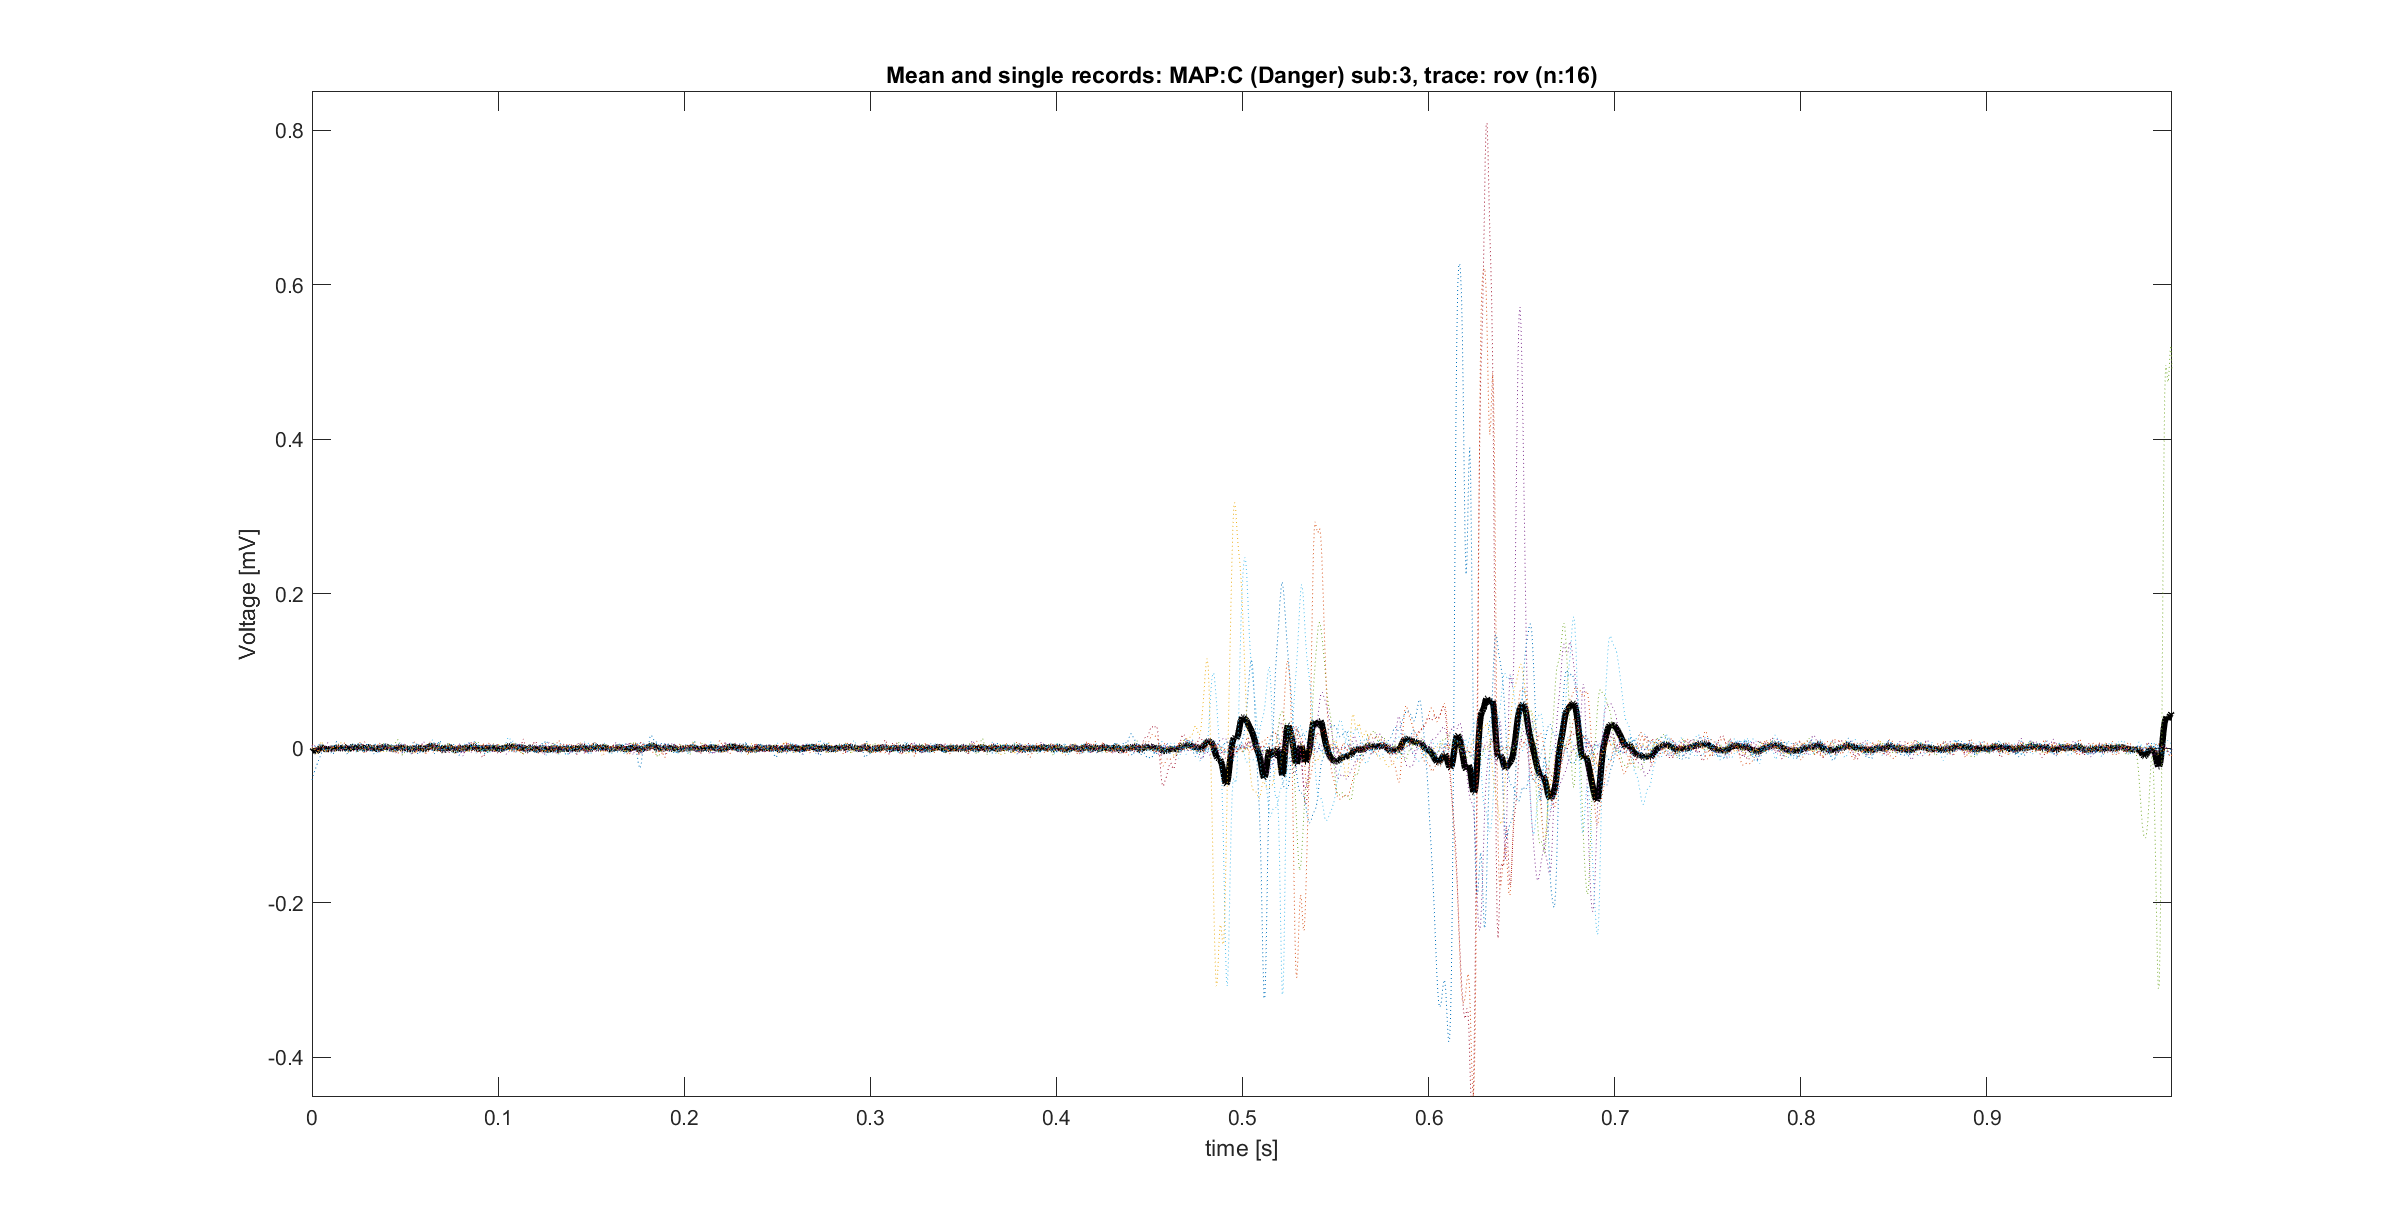 Mean and single records: MAP:C (Danger) sub:3, trace: rov (n:16)
0.8
0.6
0.4
0.2
0
-0.2
-0.4
Voltage [mV]
0 0.1 0.2 0.3 0.4 0.5 0.6 0.7 0.8 0.9
time [s]